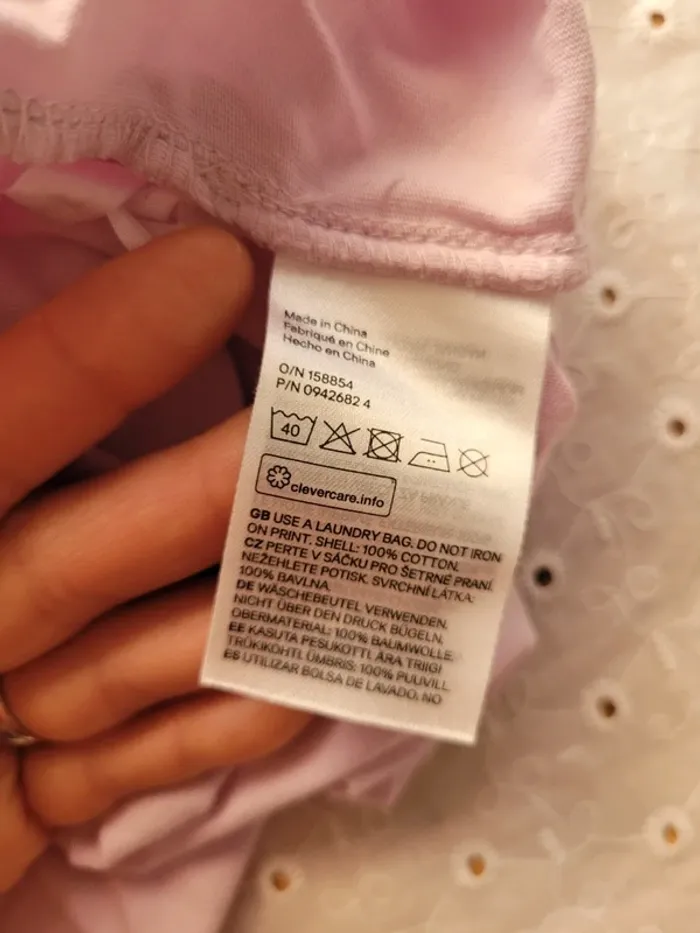 Made in China
Fabriqué en Chine
Hecho en China
O/N 158854
P/N 0942682 4
40
clevercare.info
GB USE A LAUNDRY BAG. DO NOT IRON
ON PRINT. SHELL: 100% COTTON.
CZ PERTE V SÁČKU PRO ŠETRNÉ PRANÍ.
NEŽEHLETE POTISK. SVRCHNÍ LÁTKA:
100% BAVLNA.
DE WÄSCHEBEUTEL VERWENDEN.
NICHT ÜBER DEN DRUCK BÜGELN.
OBERMATERIAL: 100% BAUMWOLLE.
EE KASUTA PESUKOTTI. ÄRA TRIIGI
TRÜKIKOHTI. ÜMBRIS: 100% PUUVILL.
ES UTILIZAR BOLSA DE LAVADO. NO